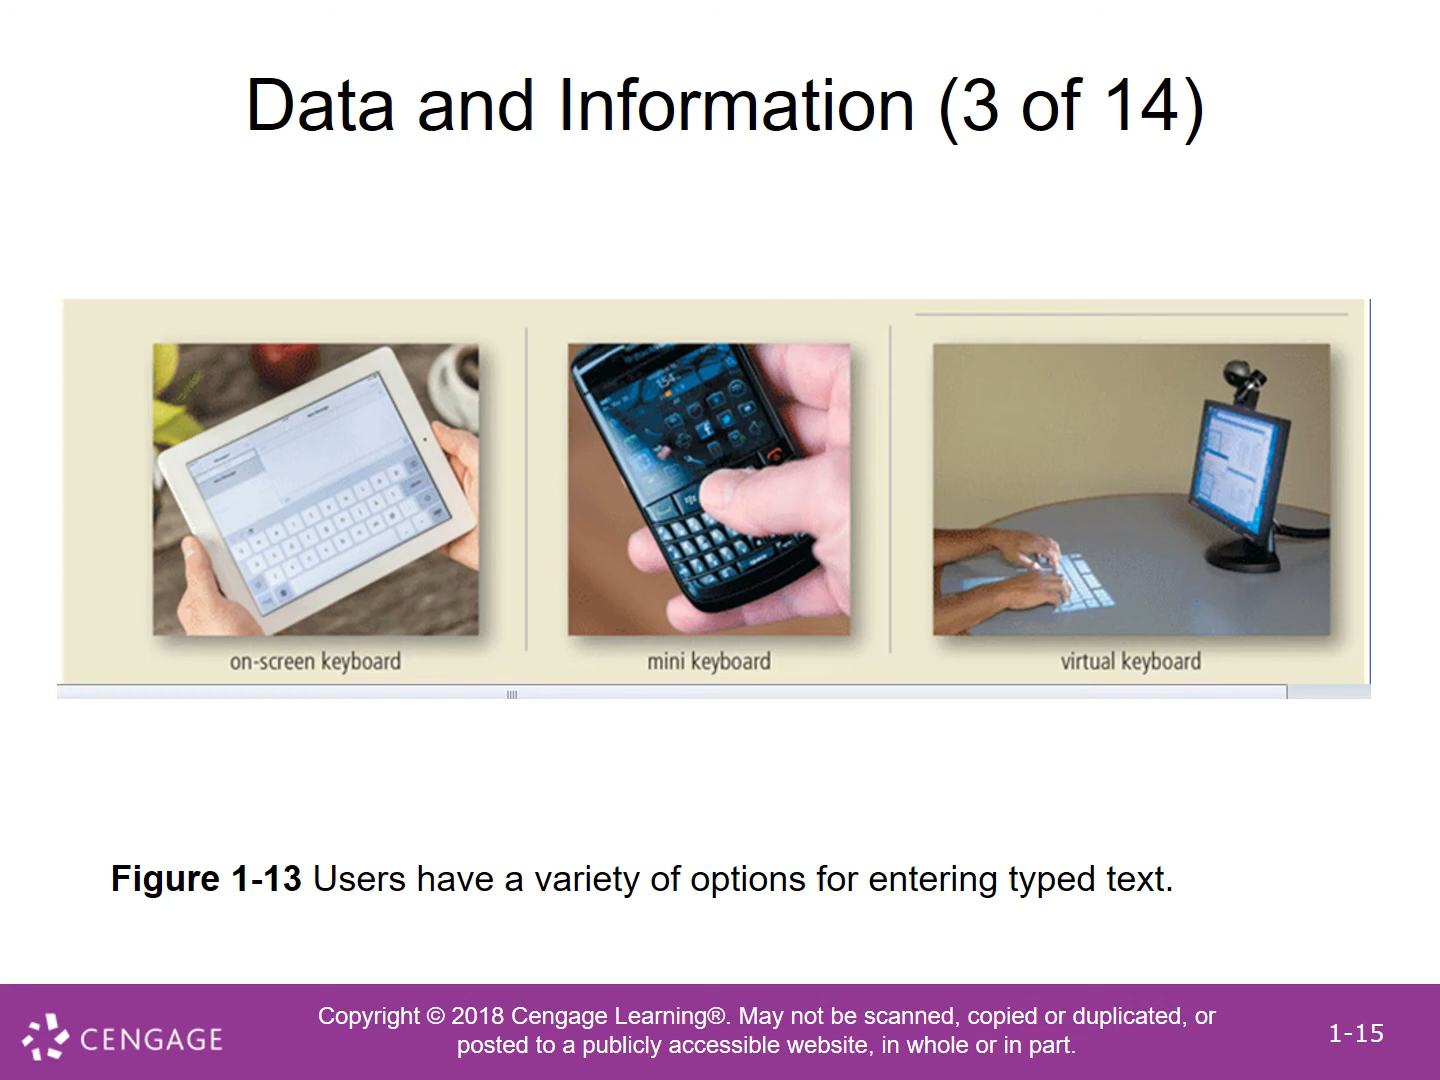 Data and Information (3 of 14)
on-screen keyboard
mini keyboard
virtual keyboard
Figure 1-13 Users have a variety of options for entering typed text.
CENGAGE
Copyright © 2018 Cengage Learning®. May not be scanned, copied or duplicated, or
posted to a publicly accessible website, in whole or in part.
1-15